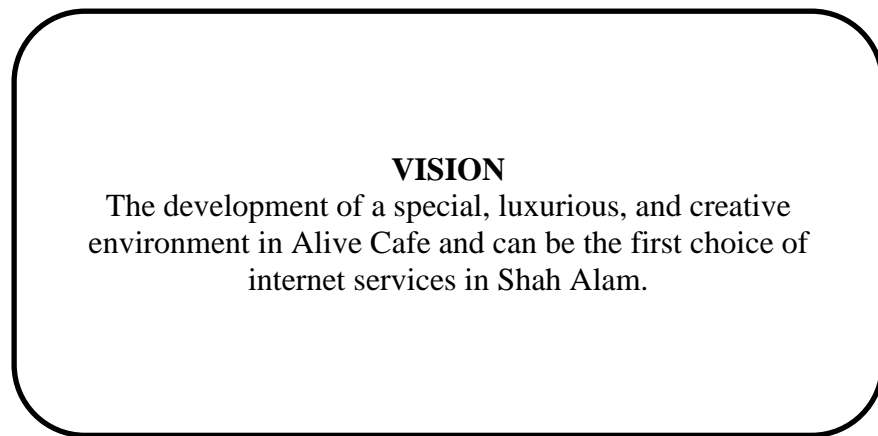 VISION
The development of a special, luxurious, and creative
environment in Alive Cafe and can be the first choice of
internet services in Shah Alam.